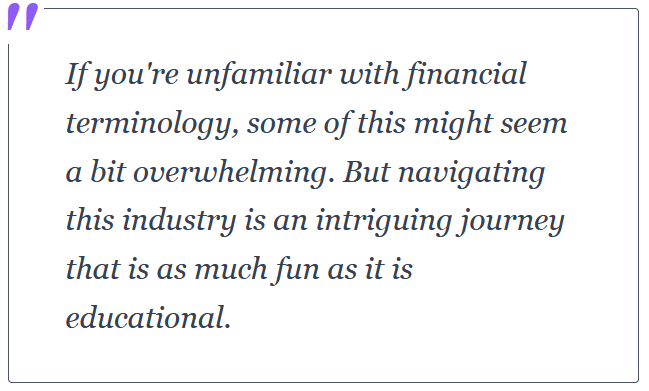 If you're unfamiliar with financial
terminology, some of this might seem
a bit overwhelming. But navigating
this industry is an intriguing journey
that is as much fun as it is
educational.